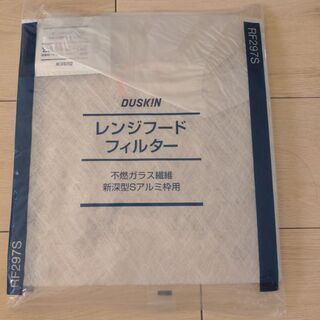 RF297S
DUSKIN
レンジフード
フィルター
不燃ガラス繊維
新深型Sアルミ枠用
RF297S